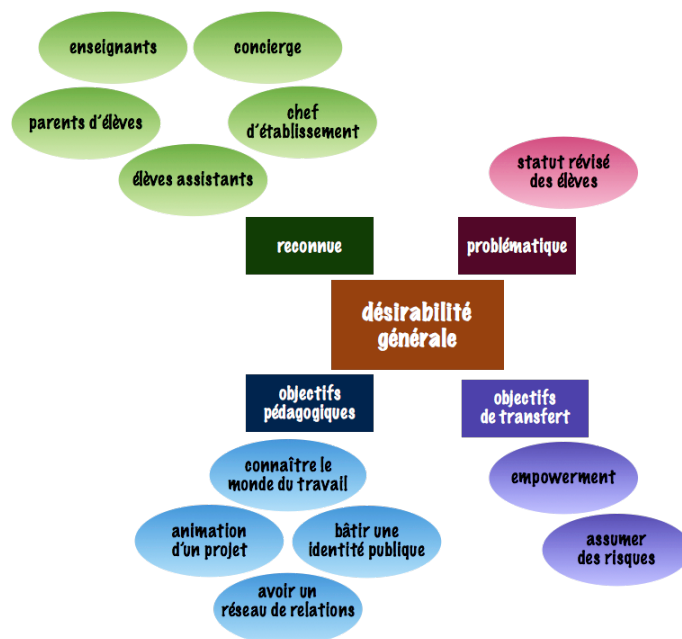 enseignants
concierge
parents d'élèves
chef
d'établissement
élèves assistants
statut révisé
des élèves
reconnue
problématique
désirabilité
générale
objectifs
pédagogiques
objectifs
de transfert
connaître le
monde du travail
empowerment
animation
d'un projet
bâtir une
identité publique
assumer
des risques
avoir un
réseau de relations